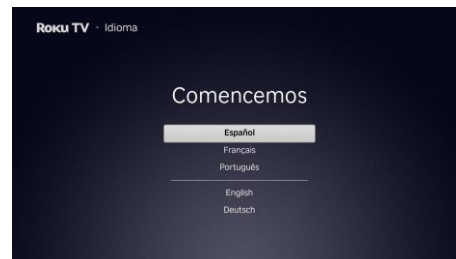 Roku TV · Idioma
Comencemos
Español
Français
Português
English
Deutsch